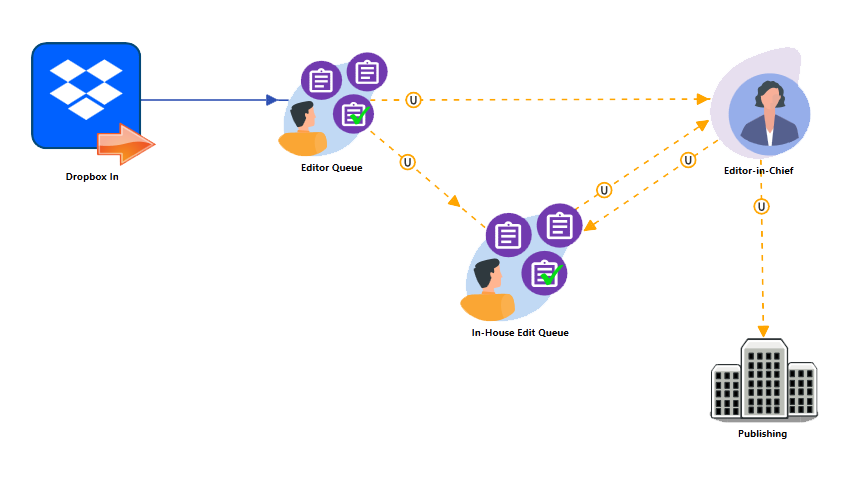 U
Editor Queue
Editor-in-Chief
Dropbox In
U
U
U
U
In-House Edit Queue
Publishing